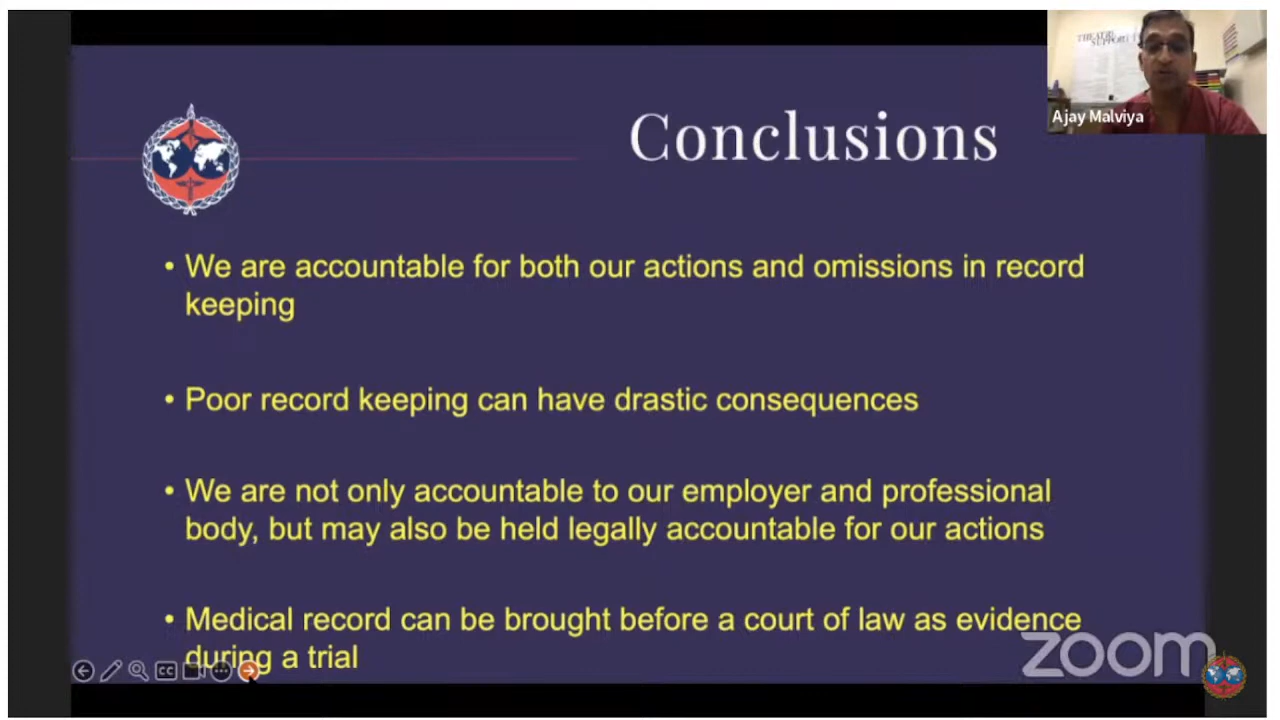 THEATRE
SUPPORT
Ajay Malviya
Conclusions
• We are accountable for both our actions and omissions in record
keeping
• Poor record keeping can have drastic consequences
• We are not only accountable to our employer and professional
body, but may also be held legally accountable for our actions
• Medical record can be brought before a court of law as evidence
during a trial
CC
zoom